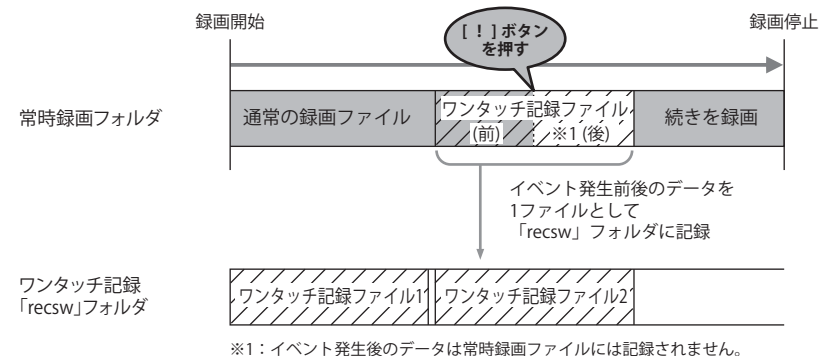 録画開始
録画停止
[ ! ]ボタン
を押す
常時録画フォルダ
通常の録画ファイル
ワンタッチ記録ファイル
(前)
※1 (後)
続きを録画
イベント発生前後のデータを
1ファイルとして
「recsw」フォルダに記録
ワンタッチ記録
「recsw」フォルダ
ワンタッチ記録ファイル1
ワンタッチ記録ファイル2
※1：イベント発生後のデータは常時録画ファイルには記録されません。